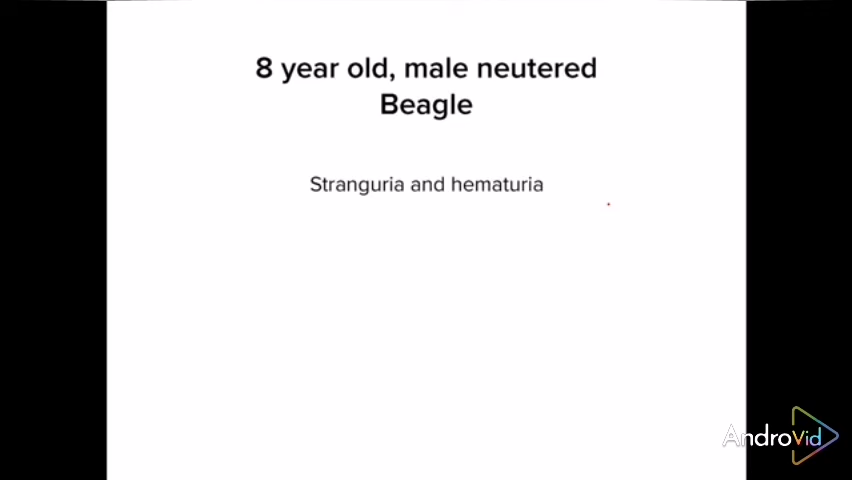 8 year old, male neutered
Beagle
Stranguria and hematuria
AndroVid